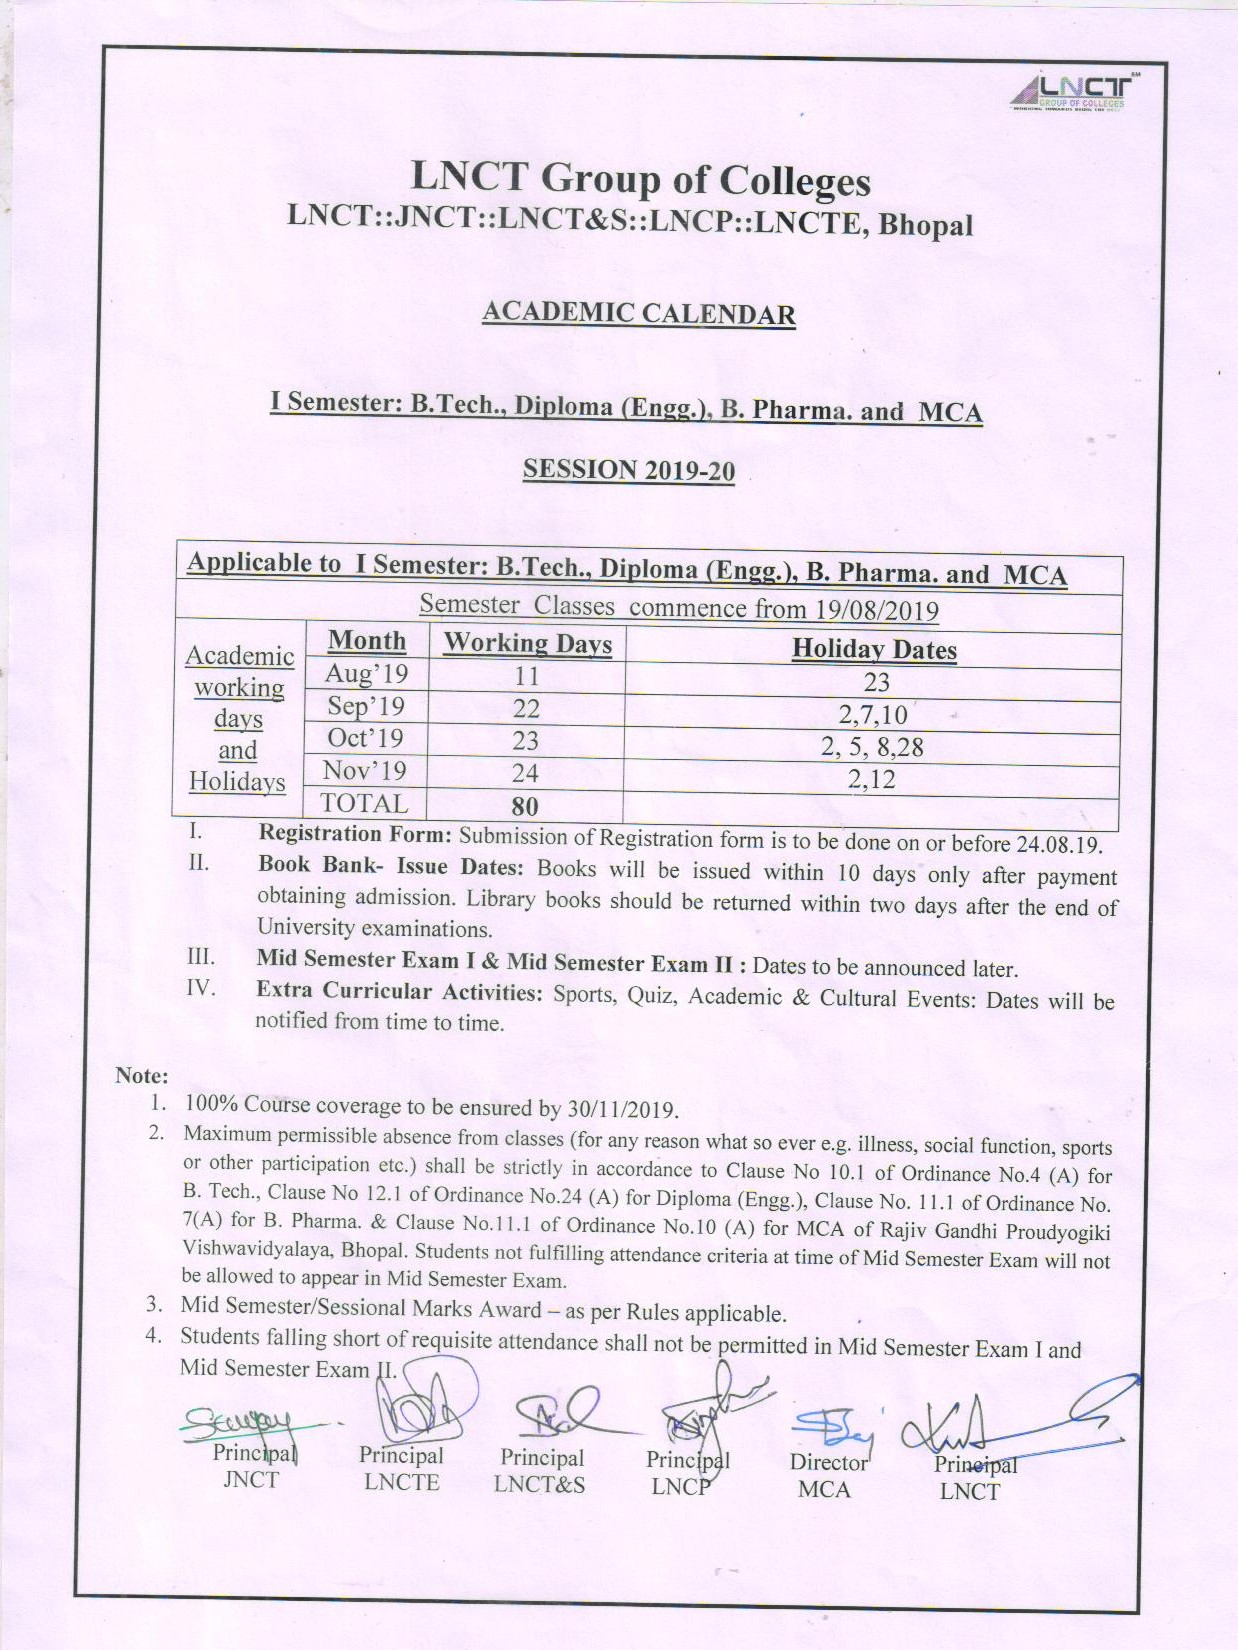 LNCT
GROUP OF COLLEGES
LNCT Group of Colleges
LNCT::JNCT::LNCT&S::LNCP::LNCTE, Bhopal
ACADEMIC CALENDAR
I Semester: B.Tech., Diploma (Engg.), B. Pharma. and MCA
SESSION 2019-20
Applicable to I Semester: B.Tech., Diploma (Engg.), B. Pharma. and MCA
Semester Classes commence from 19/08/2019
Academic working days and Holidays
Month Working Days Holiday Dates
Aug'19 11 23
Sep'19 22 2,7,10
Oct'19 23 2, 5, 8,28
Nov'19 24 2,12
TOTAL 80
I. Registration Form: Submission of Registration form is to be done on or before 24.08.19.
II. Book Bank- Issue Dates: Books will be issued within 10 days only after payment
obtaining admission. Library books should be returned within two days after the end of
University examinations.
III. Mid Semester Exam I & Mid Semester Exam II : Dates to be announced later.
IV. Extra Curricular Activities: Sports, Quiz, Academic & Cultural Events: Dates will be
notified from time to time.
Note:
1. 100% Course coverage to be ensured by 30/11/2019.
2. Maximum permissible absence from classes (for any reason what so ever e.g. illness, social function, sports
or other participation etc.) shall be strictly in accordance to Clause No 10.1 of Ordinance No.4 (A) for
B. Tech., Clause No 12.1 of Ordinance No.24 (A) for Diploma (Engg.), Clause No. 11.1 of Ordinance No.
7(A) for B. Pharma. & Clause No.11.1 of Ordinance No.10 (A) for MCA of Rajiv Gandhi Proudyogiki
Vishwavidyalaya, Bhopal. Students not fulfilling attendance criteria at time of Mid Semester Exam will not
be allowed to appear in Mid Semester Exam.
3. Mid Semester/Sessional Marks Award – as per Rules applicable.
4. Students falling short of requisite attendance shall not be permitted in Mid Semester Exam I and
Mid Semester Exam II.
Principal Principal Principal Principal Director Principal
JNCT LNCTE LNCT&S LNCP MCA LNCT